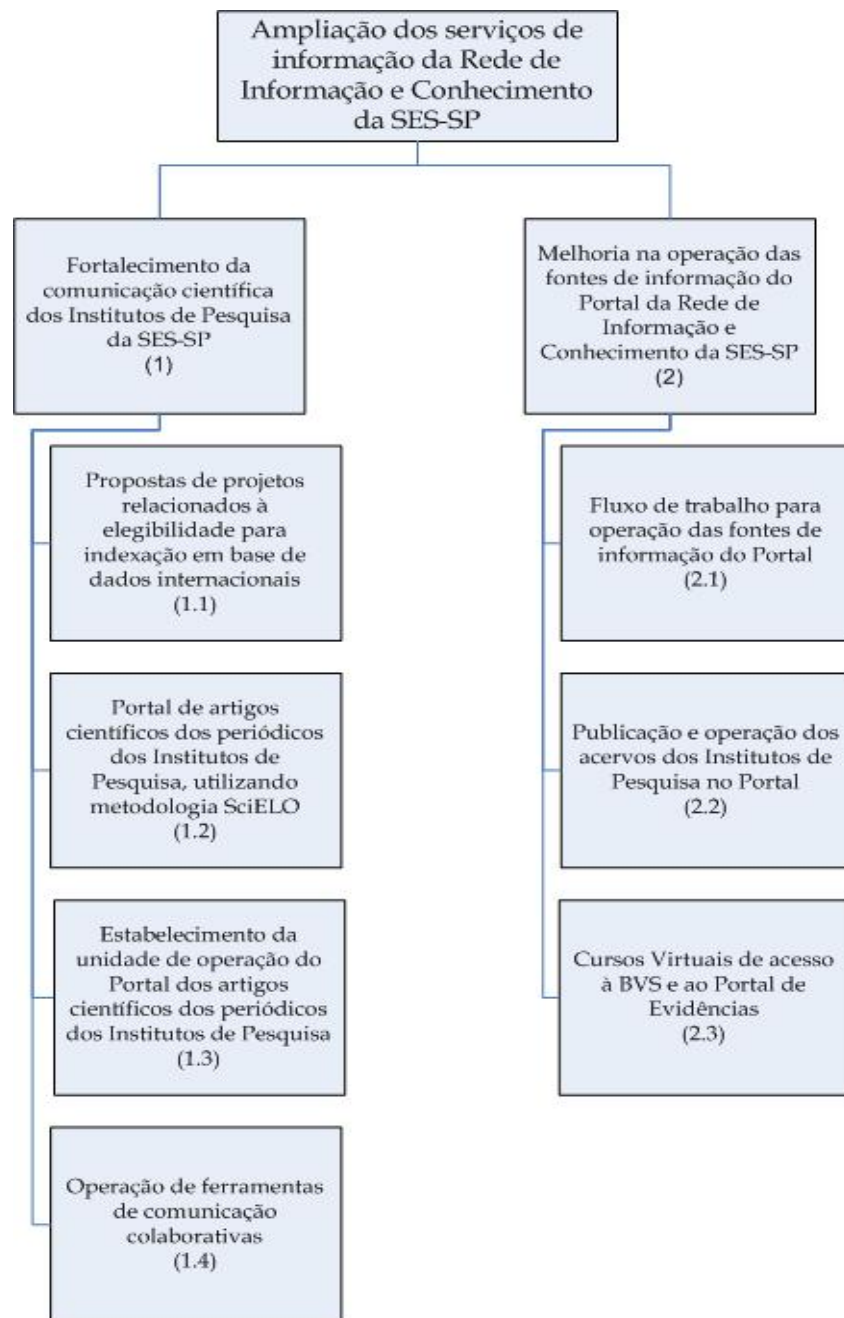 Ampliação dos serviços de
informação da Rede de
Informação e Conhecimento
da SES-SP
Fortalecimento da
comunicação científica
dos Institutos de Pesquisa
da SES-SP
(1)
Melhoria na operação das
fontes de informação do
Portal da Rede de
Informação e
Conhecimento da SES-SP
(2)
Propostas de projetos
relacionados à
elegibilidade para
indexação em base de
dados internacionais
(1.1)
Portal de artigos
científicos dos periódicos
dos Institutos de
Pesquisa, utilizando
metodologia SciELO
(1.2)
Estabelecimento da
unidade de operação do
Portal dos artigos
científicos dos periódicos
dos Institutos de Pesquisa
(1.3)
Operação de ferramentas
de comunicação
colaborativas
(1.4)
Fluxo de trabalho para
operação das fontes de
informação do Portal
(2.1)
Publicação e operação dos
acervos dos Institutos de
Pesquisa no Portal
(2.2)
Cursos Virtuais de acesso
à BVS e ao Portal de
Evidências
(2.3)